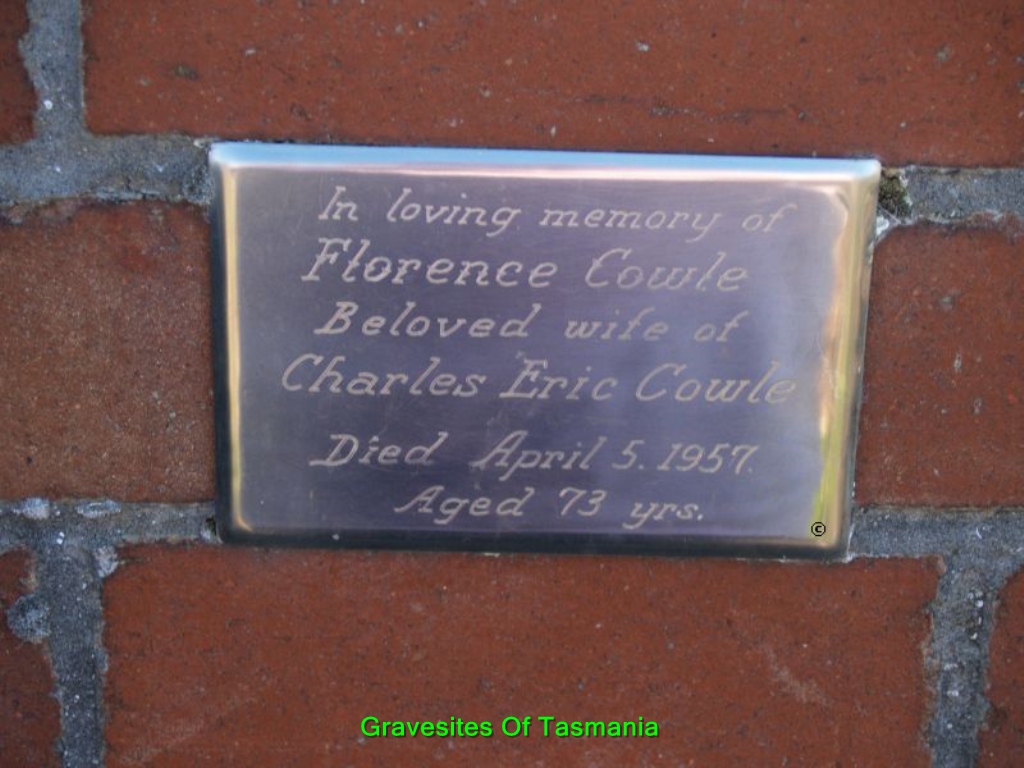 In loving memory of
Florence Cowle
Beloved wife of
Charles Eric Cowle
Died April 5. 1957.
Aged 73 yrs.
©
Gravesites Of Tasmania